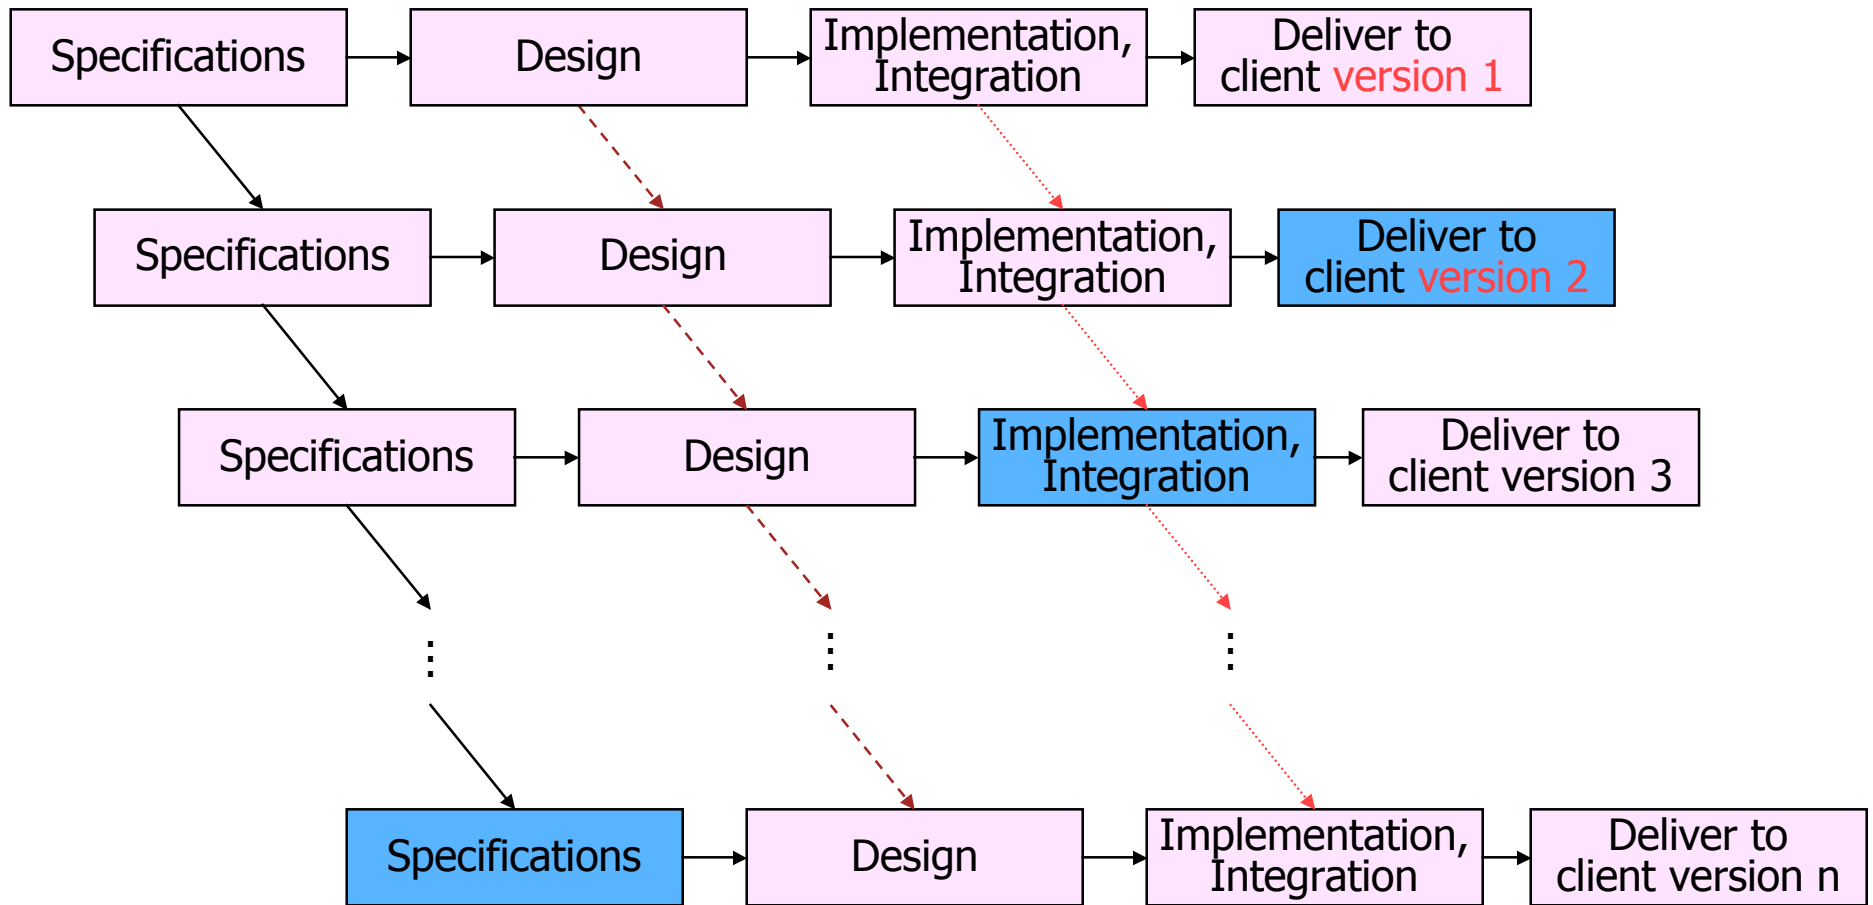 Specifications
Design
Implementation,
Integration
Deliver to
client version 1
Specifications
Design
Implementation,
Integration
Deliver to
client version 2
Specifications
Design
Implementation,
Integration
Deliver to
client version 3
⋮
⋮
⋮
Specifications
Design
Implementation,
Integration
Deliver to
client version n